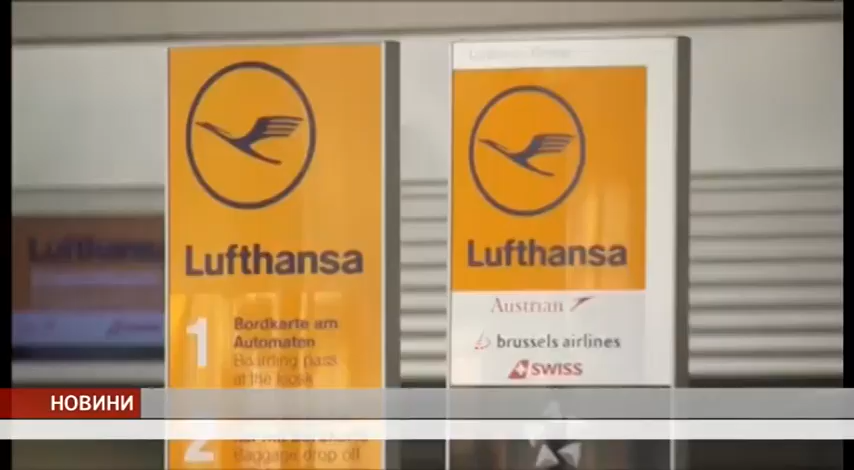 Lufthansa
1
Bordkarte am
Automaten
Boarding pass
at the kiosk
2
Baggage drop off
Lufthansa
Austrian
brussels airlines
SWISS
Lufthansa
НОВИНИ